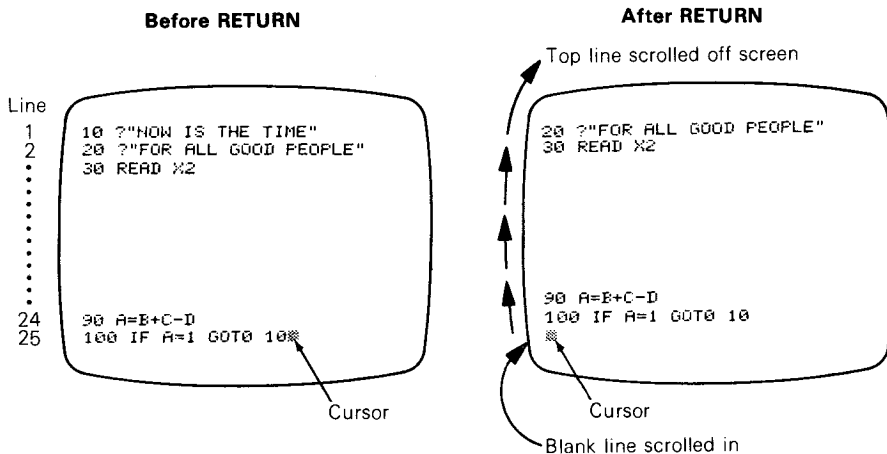 Before RETURN
Line
1 10 ?"NOW IS THE TIME"
2 20 ?"FOR ALL GOOD PEOPLE"
30 READ X2
24 90 A=B+C-D
25 100 IF A=1 GOT0 10
Cursor
After RETURN
Top line scrolled off screen
20 ?"FOR ALL GOOD PEOPLE"
30 READ X2
90 A=B+C-D
100 IF A=1 GOT0 10
Cursor
Blank line scrolled in